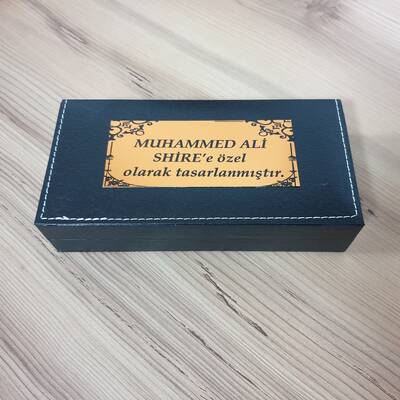 MUHAMMED ALİ
SHİRE'e özel
olarak tasarlanmıştır.